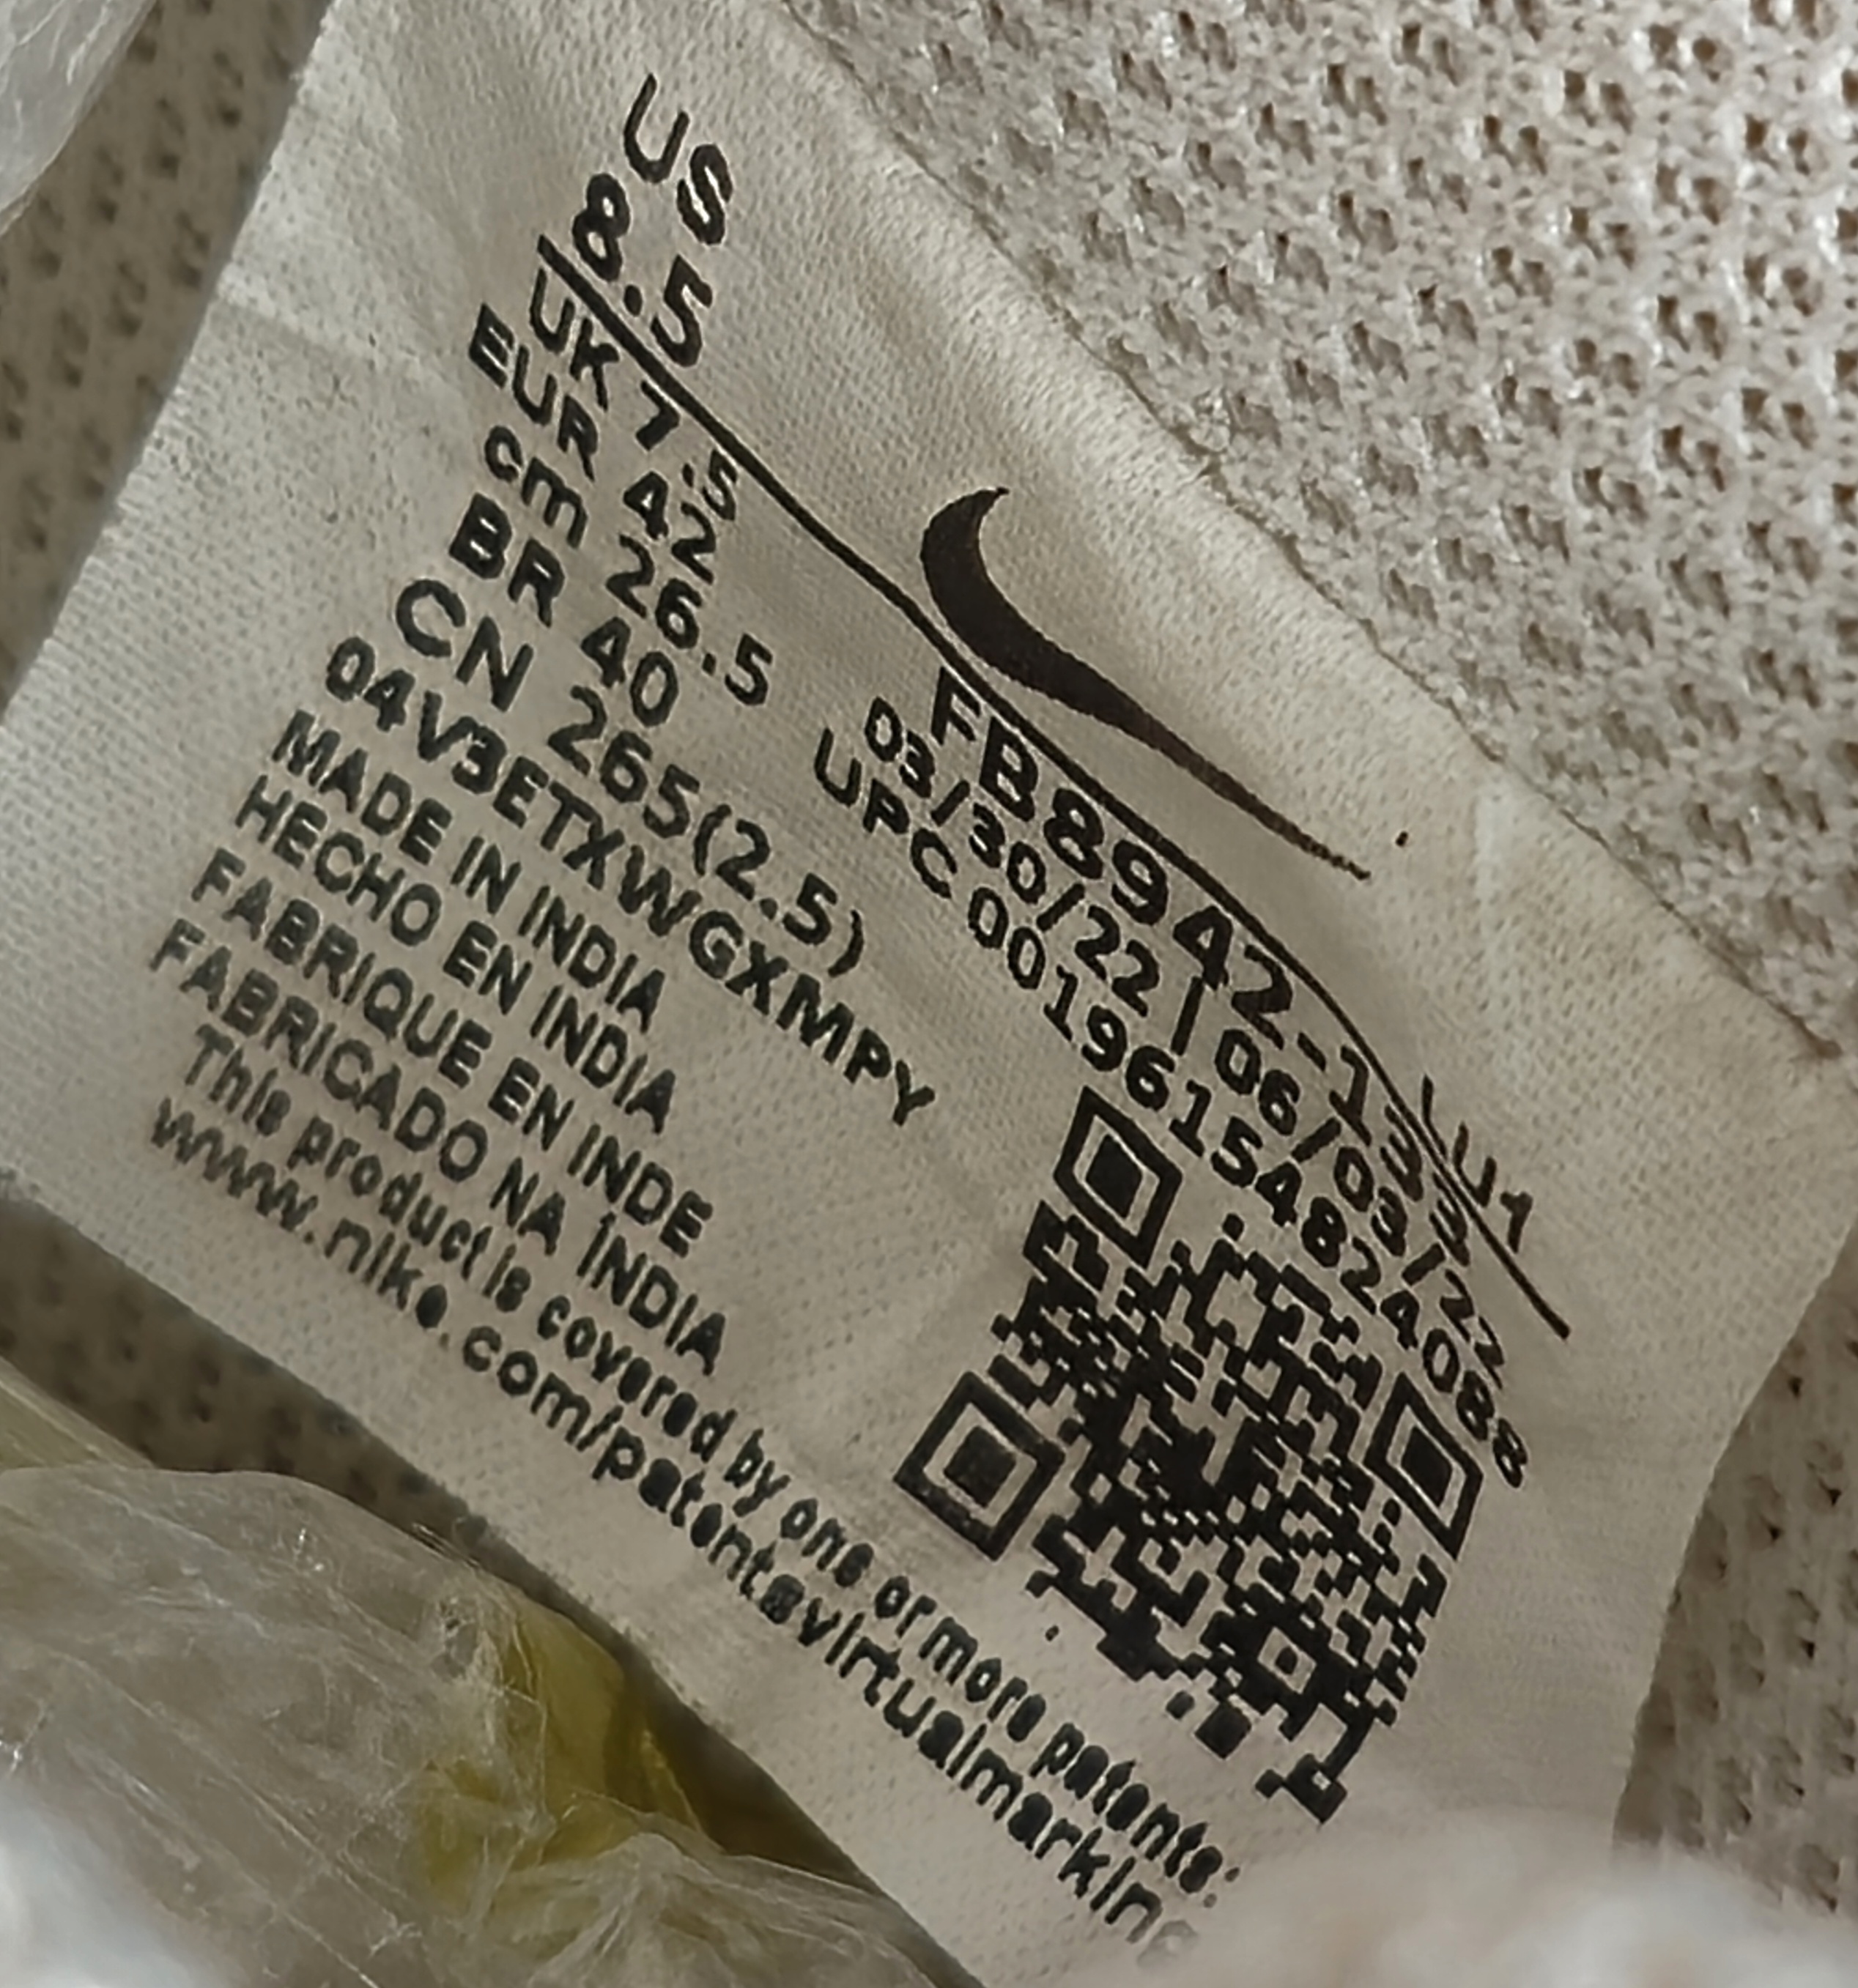 US
8.5
UK 7.5
EUR 42
cm 26.5
BR 40
CN 265(2.5)
04V3ETXWGXMPY
MADE IN INDIA
HECHO EN INDIA
FABRIQUE EN INDE
FABRICADO NA ÍNDIA
This product is covered by one or more patents:
www.nike.com/patentsvirtualmarking
LU1
FB8942-133
03/30/22 | 06/03/22
UPC 00196154824088